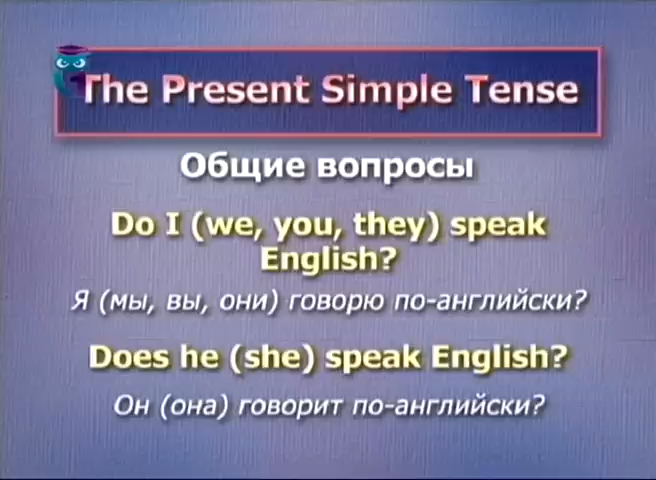 The Present Simple Tense
Общие вопросы
Do I (we, you, they) speak
English?
Я (мы, вы, они) говорю по-английски?
Does he (she) speak English?
Он (она) говорит по-английски?